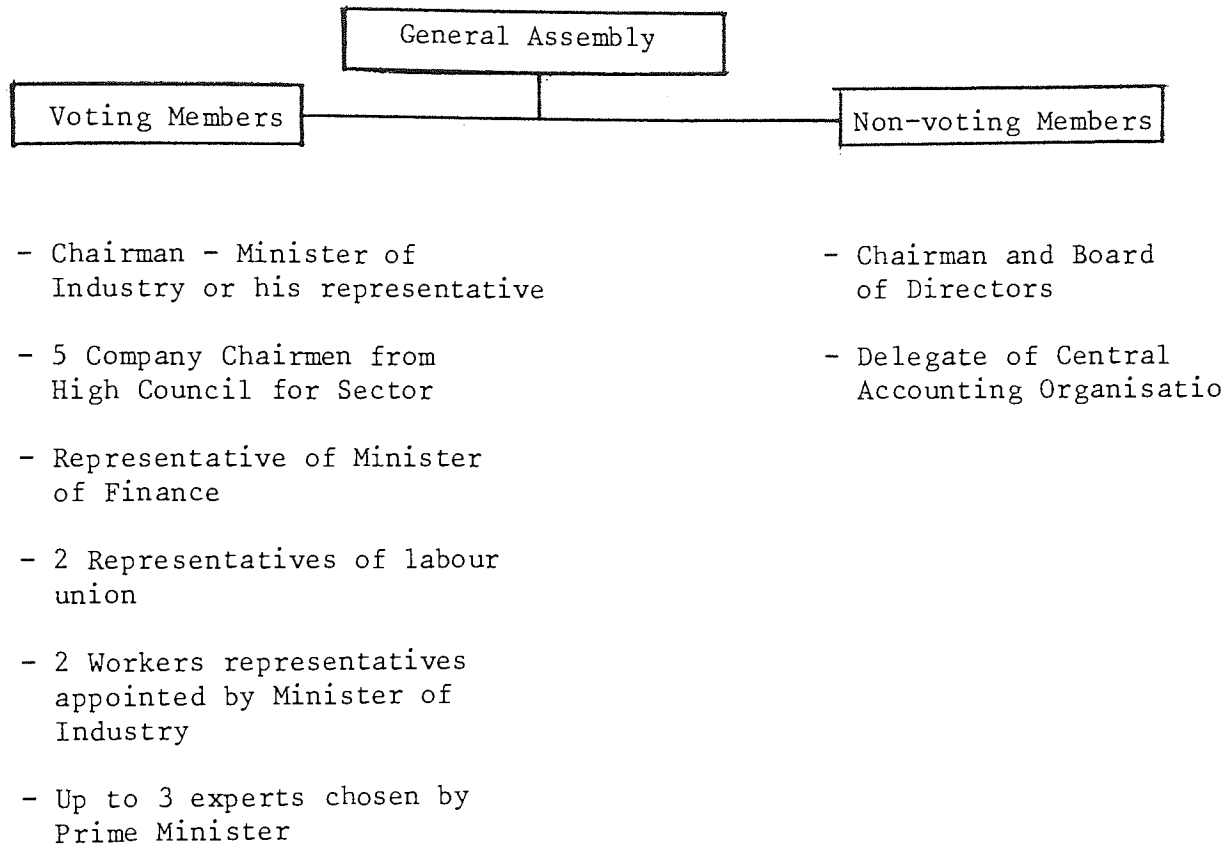 General Assembly
Voting Members
Non-voting Members
- Chairman - Minister of
Industry or his representative
- 5 Company Chairmen from
High Council for Sector
- Representative of Minister
of Finance
- 2 Representatives of labour
union
- 2 Workers representatives
appointed by Minister of
Industry
- Up to 3 experts chosen by
Prime Minister
- Chairman and Board
of Directors
- Delegate of Central
Accounting Organisatio